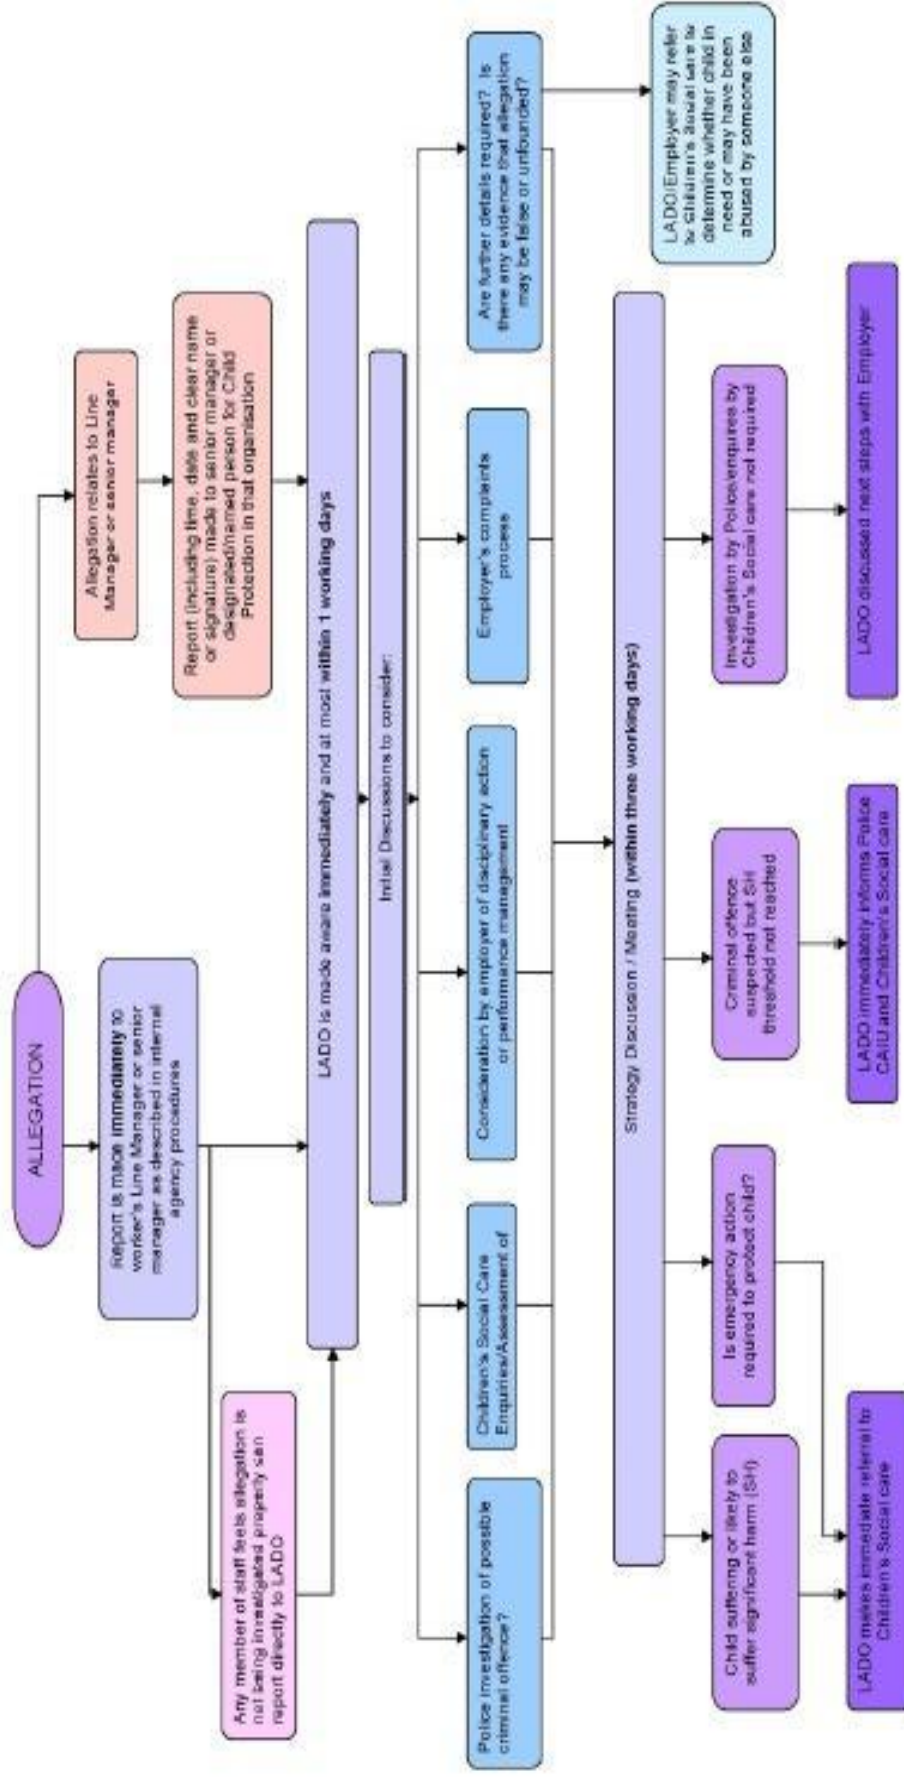 ALLEGATION
Report is made immediately to
worker's Line Manager or senior
manager as described in internal
agency procedures
Allegation relates to Line
Manager or senior manager
Any member of staff feels allegation is
not being investigated properly can
report directly to LADO
Report (including time, date and clear name
or signature) made to senior manager or
designated/named person for Child
Protection in that organisation
LADO is made aware immediately and at most within 1 working days
Initial Discussions to consider:
Police investigation of possible
criminal offence?
Children's Social Care
Enquiries/Assessment of
Consideration by employer of disciplinary action
or performance management
Employer's complaints
process
Are further details required? Is
there any evidence that allegation
may be false or unfounded?
LADO/Employer may refer
to Children's Social care to
determine whether child in
need or may have been
abused by someone else
Strategy Discussion / Meeting (within three working days)
Child suffering or likely to
suffer significant harm (SH)
Is emergency action
required to protect child?
Criminal offence
suspected but SH
threshold not reached
Investigation by Police/enquires by
Children's Social care not required
LADO makes immediate referral to
Children's Social care
LADO immediately informs Police
CAIU and Children's Social care
LADO discussed next steps with Employer